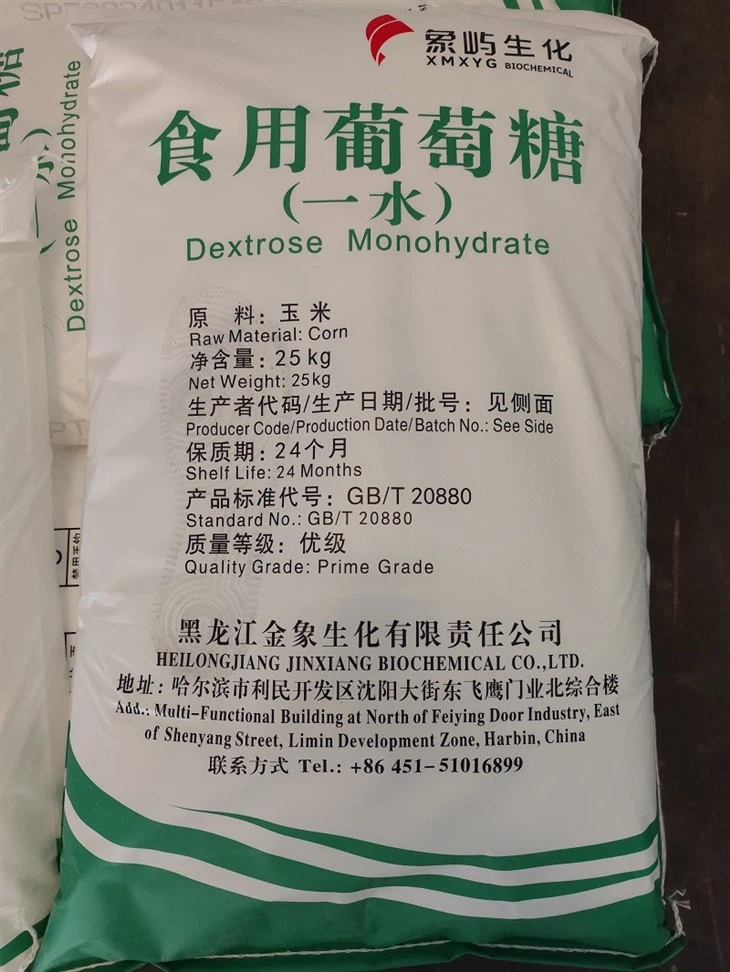 象屿生化
XMXYG BIOCHEMICAL
食用葡萄糖
（一水）
Dextrose Monohydrate
原 料：玉米
Raw Material: Corn
净含量：25kg
Net Weight: 25kg
生产者代码/生产日期/批号：见侧面
Producer Code/Production Date/Batch No.: See Side
保质期：24个月
Shelf Life: 24 Months
产品标准代号：GB/T 20880
Standard No.: GB/T 20880
质量等级：优级
Quality Grade: Prime Grade
黑龙江金象生化有限责任公司
HEILONGJIANG JINXIANG BIOCHEMICAL CO.,LTD.
地址：哈尔滨市利民开发区沈阳大街东飞鹰门业北综合楼
Add.: Multi-Functional Building at North of Feiying Door Industry, East
of Shenyang Street, Limin Development Zone, Harbin, China
联系方式 Tel.: +86 451-51016899
Dextrose Monohydrate